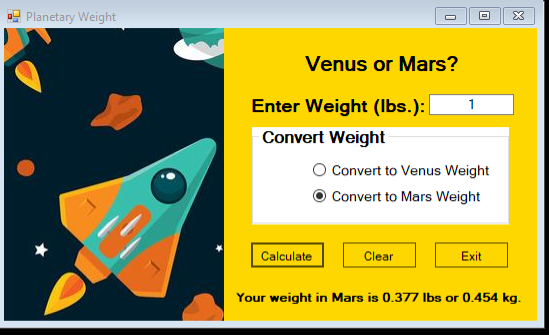 Planetary Weight
Venus or Mars?
Enter Weight (lbs.): 1
Convert Weight
Convert to Venus Weight
Convert to Mars Weight
Calculate Clear Exit
Your weight in Mars is 0.377 lbs or 0.454 kg.